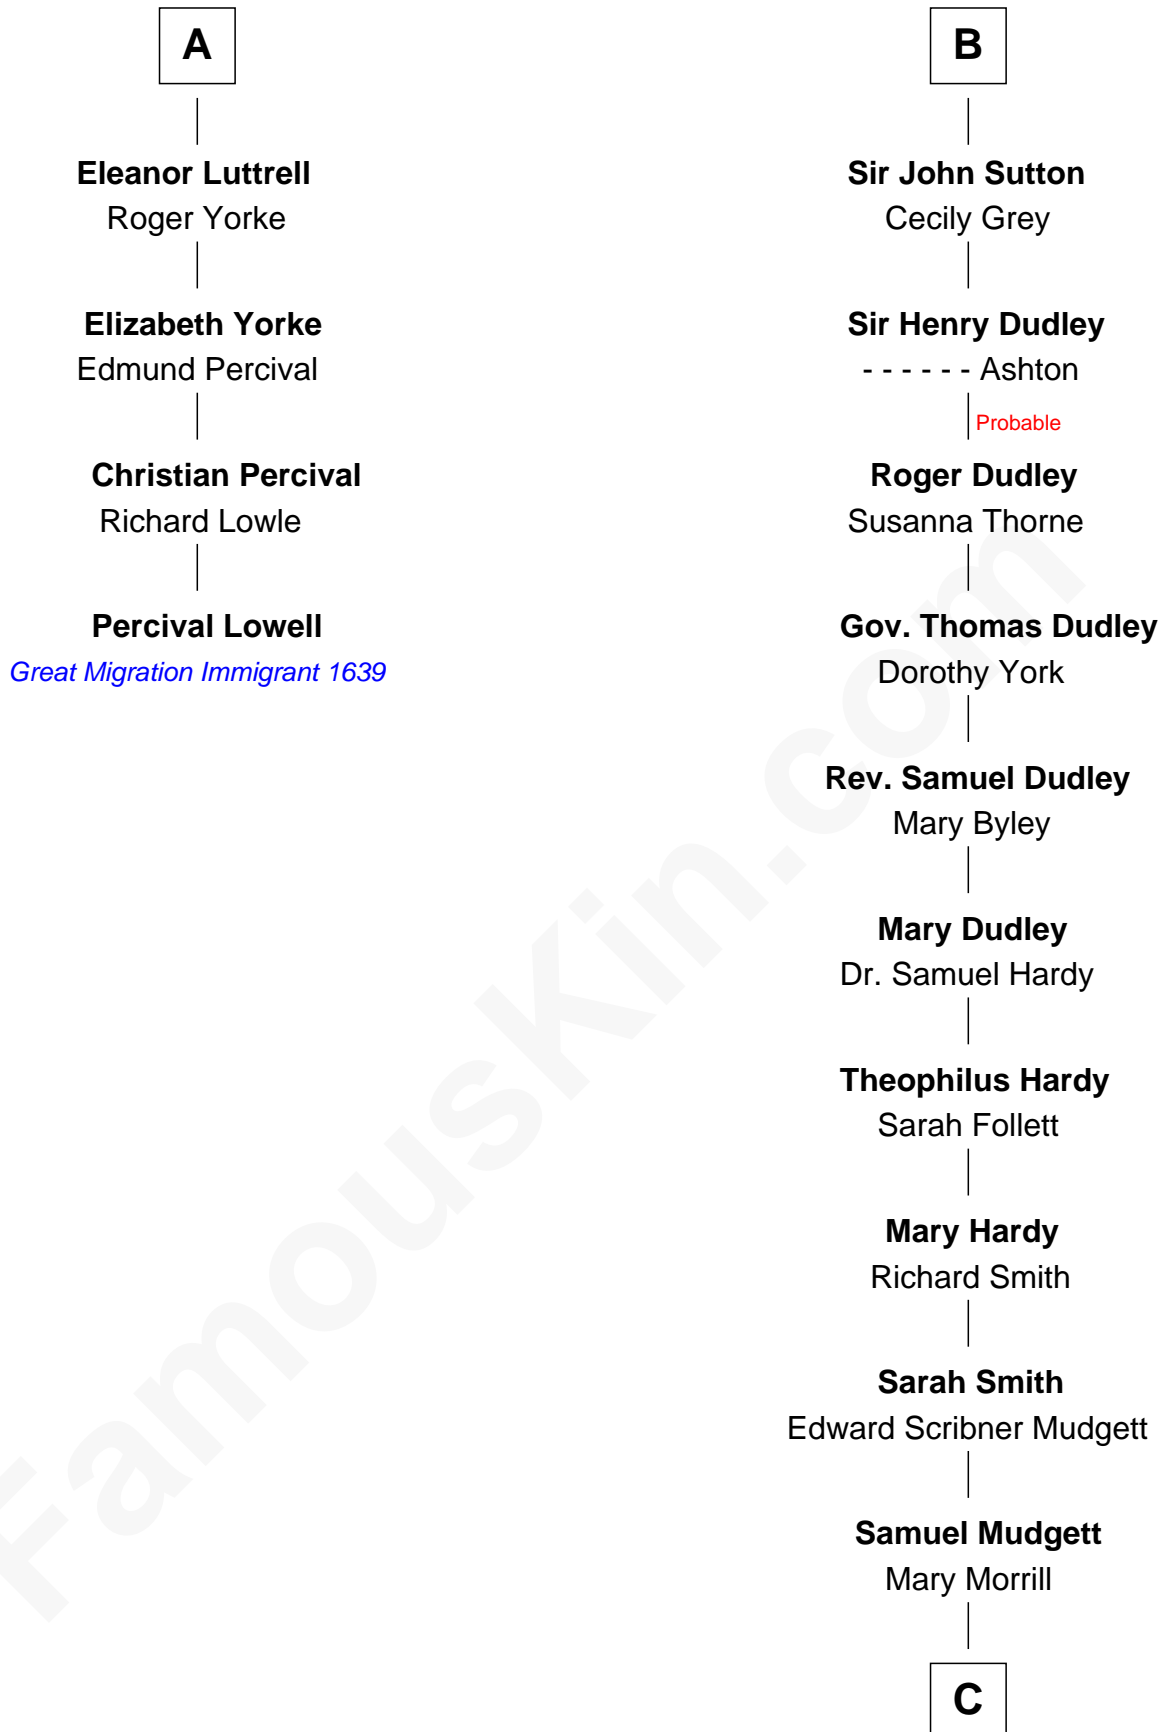 A
Eleanor Luttrell
Roger Yorke
Elizabeth Yorke
Edmund Percival
Christian Percival
Richard Lowle
Percival Lowell
Great Migration Immigrant 1639
B
Sir John Sutton
Cecily Grey
Sir Henry Dudley
- - - - - - Ashton
Probable
Roger Dudley
Susanna Thorne
Gov. Thomas Dudley
Dorothy York
Rev. Samuel Dudley
Mary Byley
Mary Dudley
Dr. Samuel Hardy
Theophilus Hardy
Sarah Follett
Mary Hardy
Richard Smith
Sarah Smith
Edward Scribner Mudgett
Samuel Mudgett
Mary Morrill
C
FamousKin.com